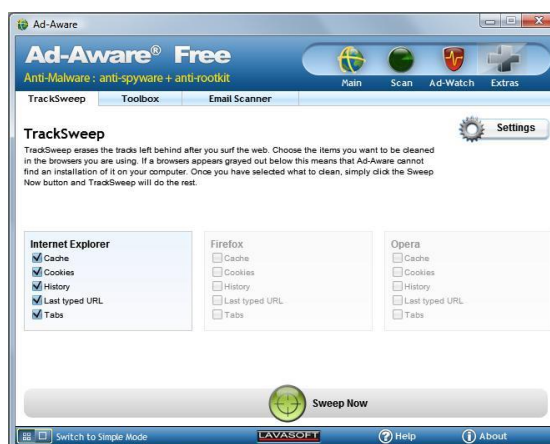 Ad-Aware
Ad-Aware® Free
Anti-Malware : anti-spyware + anti-rootkit
Main Scan Ad-Watch Extras
TrackSweep Toolbox Email Scanner
TrackSweep
Settings
TrackSweep erases the tracks left behind after you surf the web. Choose the items you want to be cleaned
in the browsers you are using. If a browsers appears grayed out below this means that Ad-Aware cannot
find an installation of it on your computer. Once you have selected what to clean, simply click the Sweep
Now button and TrackSweep will do the rest.
Internet Explorer
Cache
Cookies
History
Last typed URL
Tabs
Firefox
Cache
Cookies
History
Last typed URL
Tabs
Opera
Cache
Cookies
History
Last typed URL
Tabs
Sweep Now
Switch to Simple Mode LAVASOFT Help About